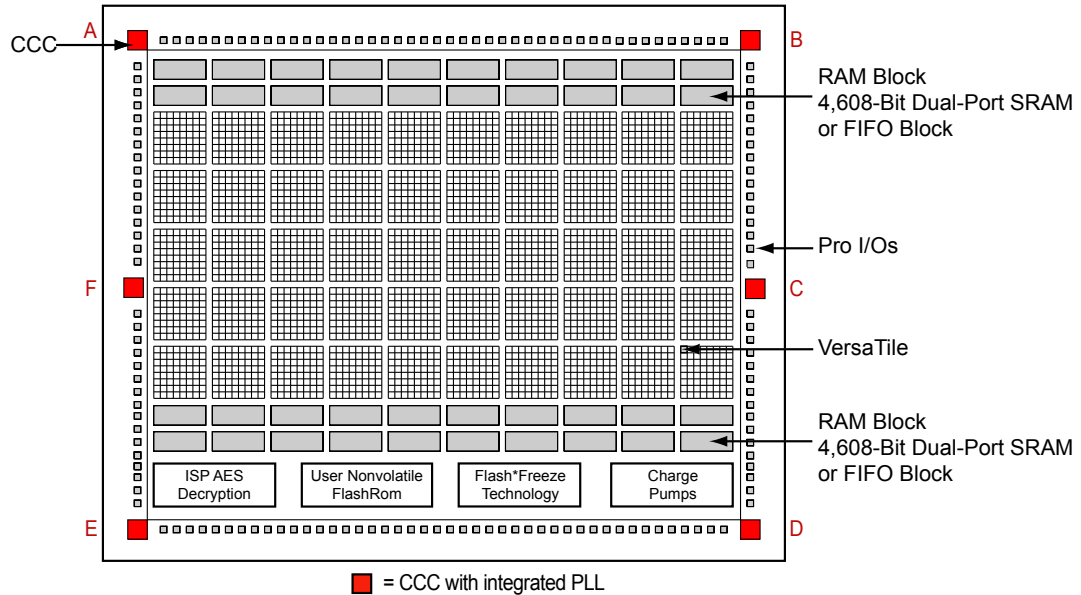 A
CCC
B
RAM Block
4,608-Bit Dual-Port SRAM
or FIFO Block
Pro I/Os
F
C
VersaTile
RAM Block
4,608-Bit Dual-Port SRAM
or FIFO Block
ISP AES
Decryption
User Nonvolatile
FlashRom
Flash*Freeze
Technology
Charge
Pumps
E
D
= CCC with integrated PLL